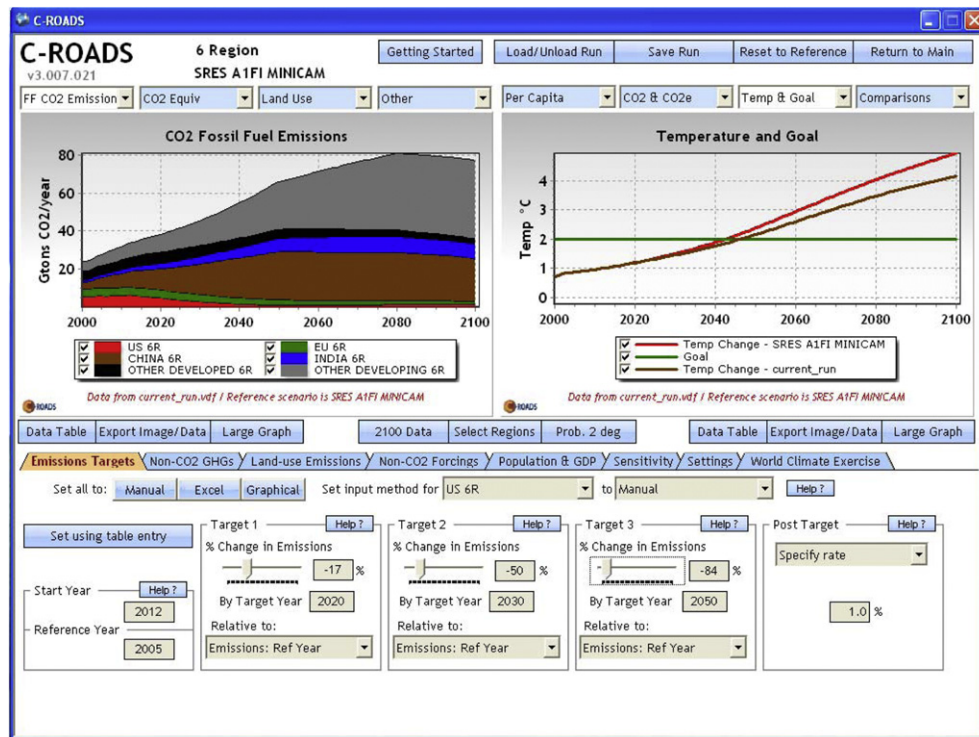 C-ROADS
C-ROADS
v3.007.021
6 Region
SRES A1FI MINICAM
Getting Started
Load/Unload Run
Save Run
Reset to Reference
Return to Main
FF CO2 Emission
CO2 Equiv
Land Use
Other
Per Capita
CO2 & CO2e
Temp & Goal
Comparisons
CO2 Fossil Fuel Emissions
Gtons CO2/year
80
60
40
20
2000 2020 2040 2060 2080 2100
US 6R
EU 6R
CHINA 6R
INDIA 6R
OTHER DEVELOPED 6R
OTHER DEVELOPING 6R
C-ROADS
Data from current_run.vdf / Reference scenario is SRES A1FI MINICAM
Temperature and Goal
Temp °C
4
3
2
1
0
2000 2020 2040 2060 2080 2100
Temp Change - SRES A1FI MINICAM
Goal
Temp Change - current_run
C-ROADS
Data from current_run.vdf / Reference scenario is SRES A1FI MINICAM
Data Table
Export Image/Data
Large Graph
2100 Data
Select Regions
Prob. 2 deg
Data Table
Export Image/Data
Large Graph
Emissions Targets
Non-CO2 GHGs
Land-use Emissions
Non-CO2 Forcings
Population & GDP
Sensitivity
Settings
World Climate Exercise
Set all to:
Manual
Excel
Graphical
Set input method for
US 6R
to
Manual
Help ?
Set using table entry
Start Year
Help ?
2012
Reference Year
2005
Target 1
Help ?
% Change in Emissions
-17 %
By Target Year 2020
Relative to:
Emissions: Ref Year
Target 2
Help ?
% Change in Emissions
-50 %
By Target Year 2030
Relative to:
Emissions: Ref Year
Target 3
Help ?
% Change in Emissions
-84 %
By Target Year 2050
Relative to:
Emissions: Ref Year
Post Target
Help ?
Specify rate
1.0 %